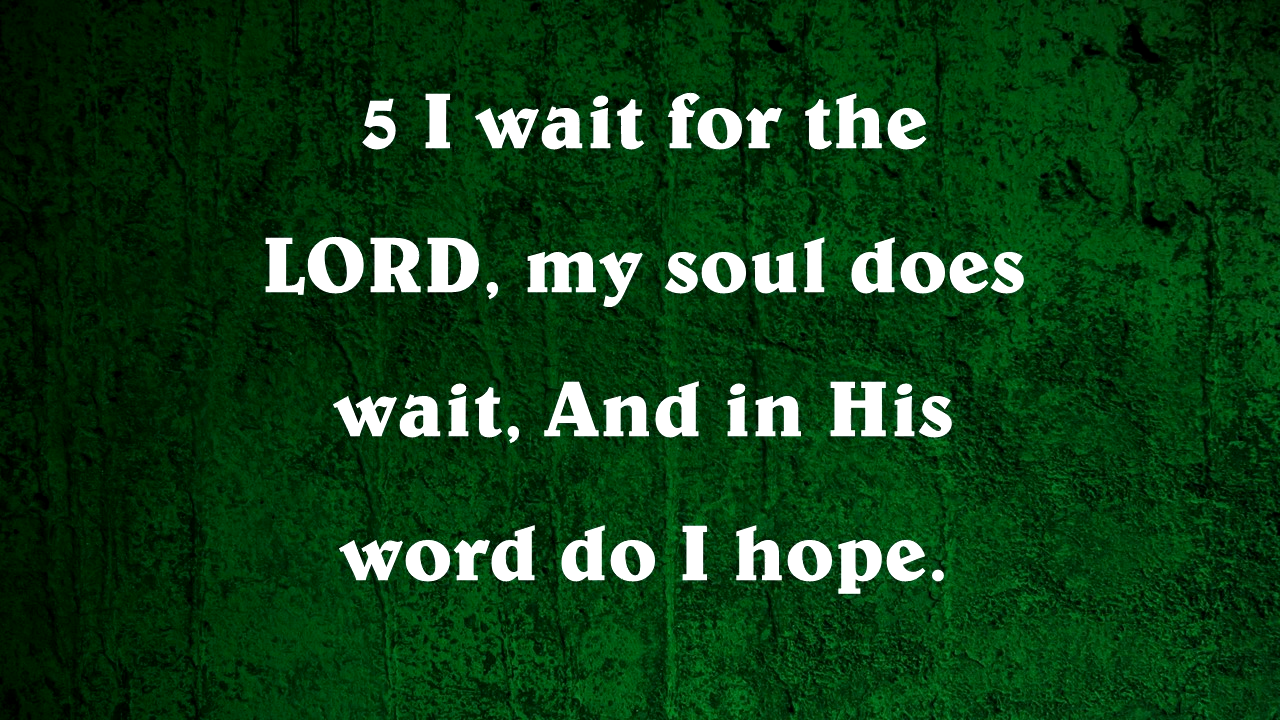 5 I wait for the
LORD, my soul does
wait, And in His
word do I hope.